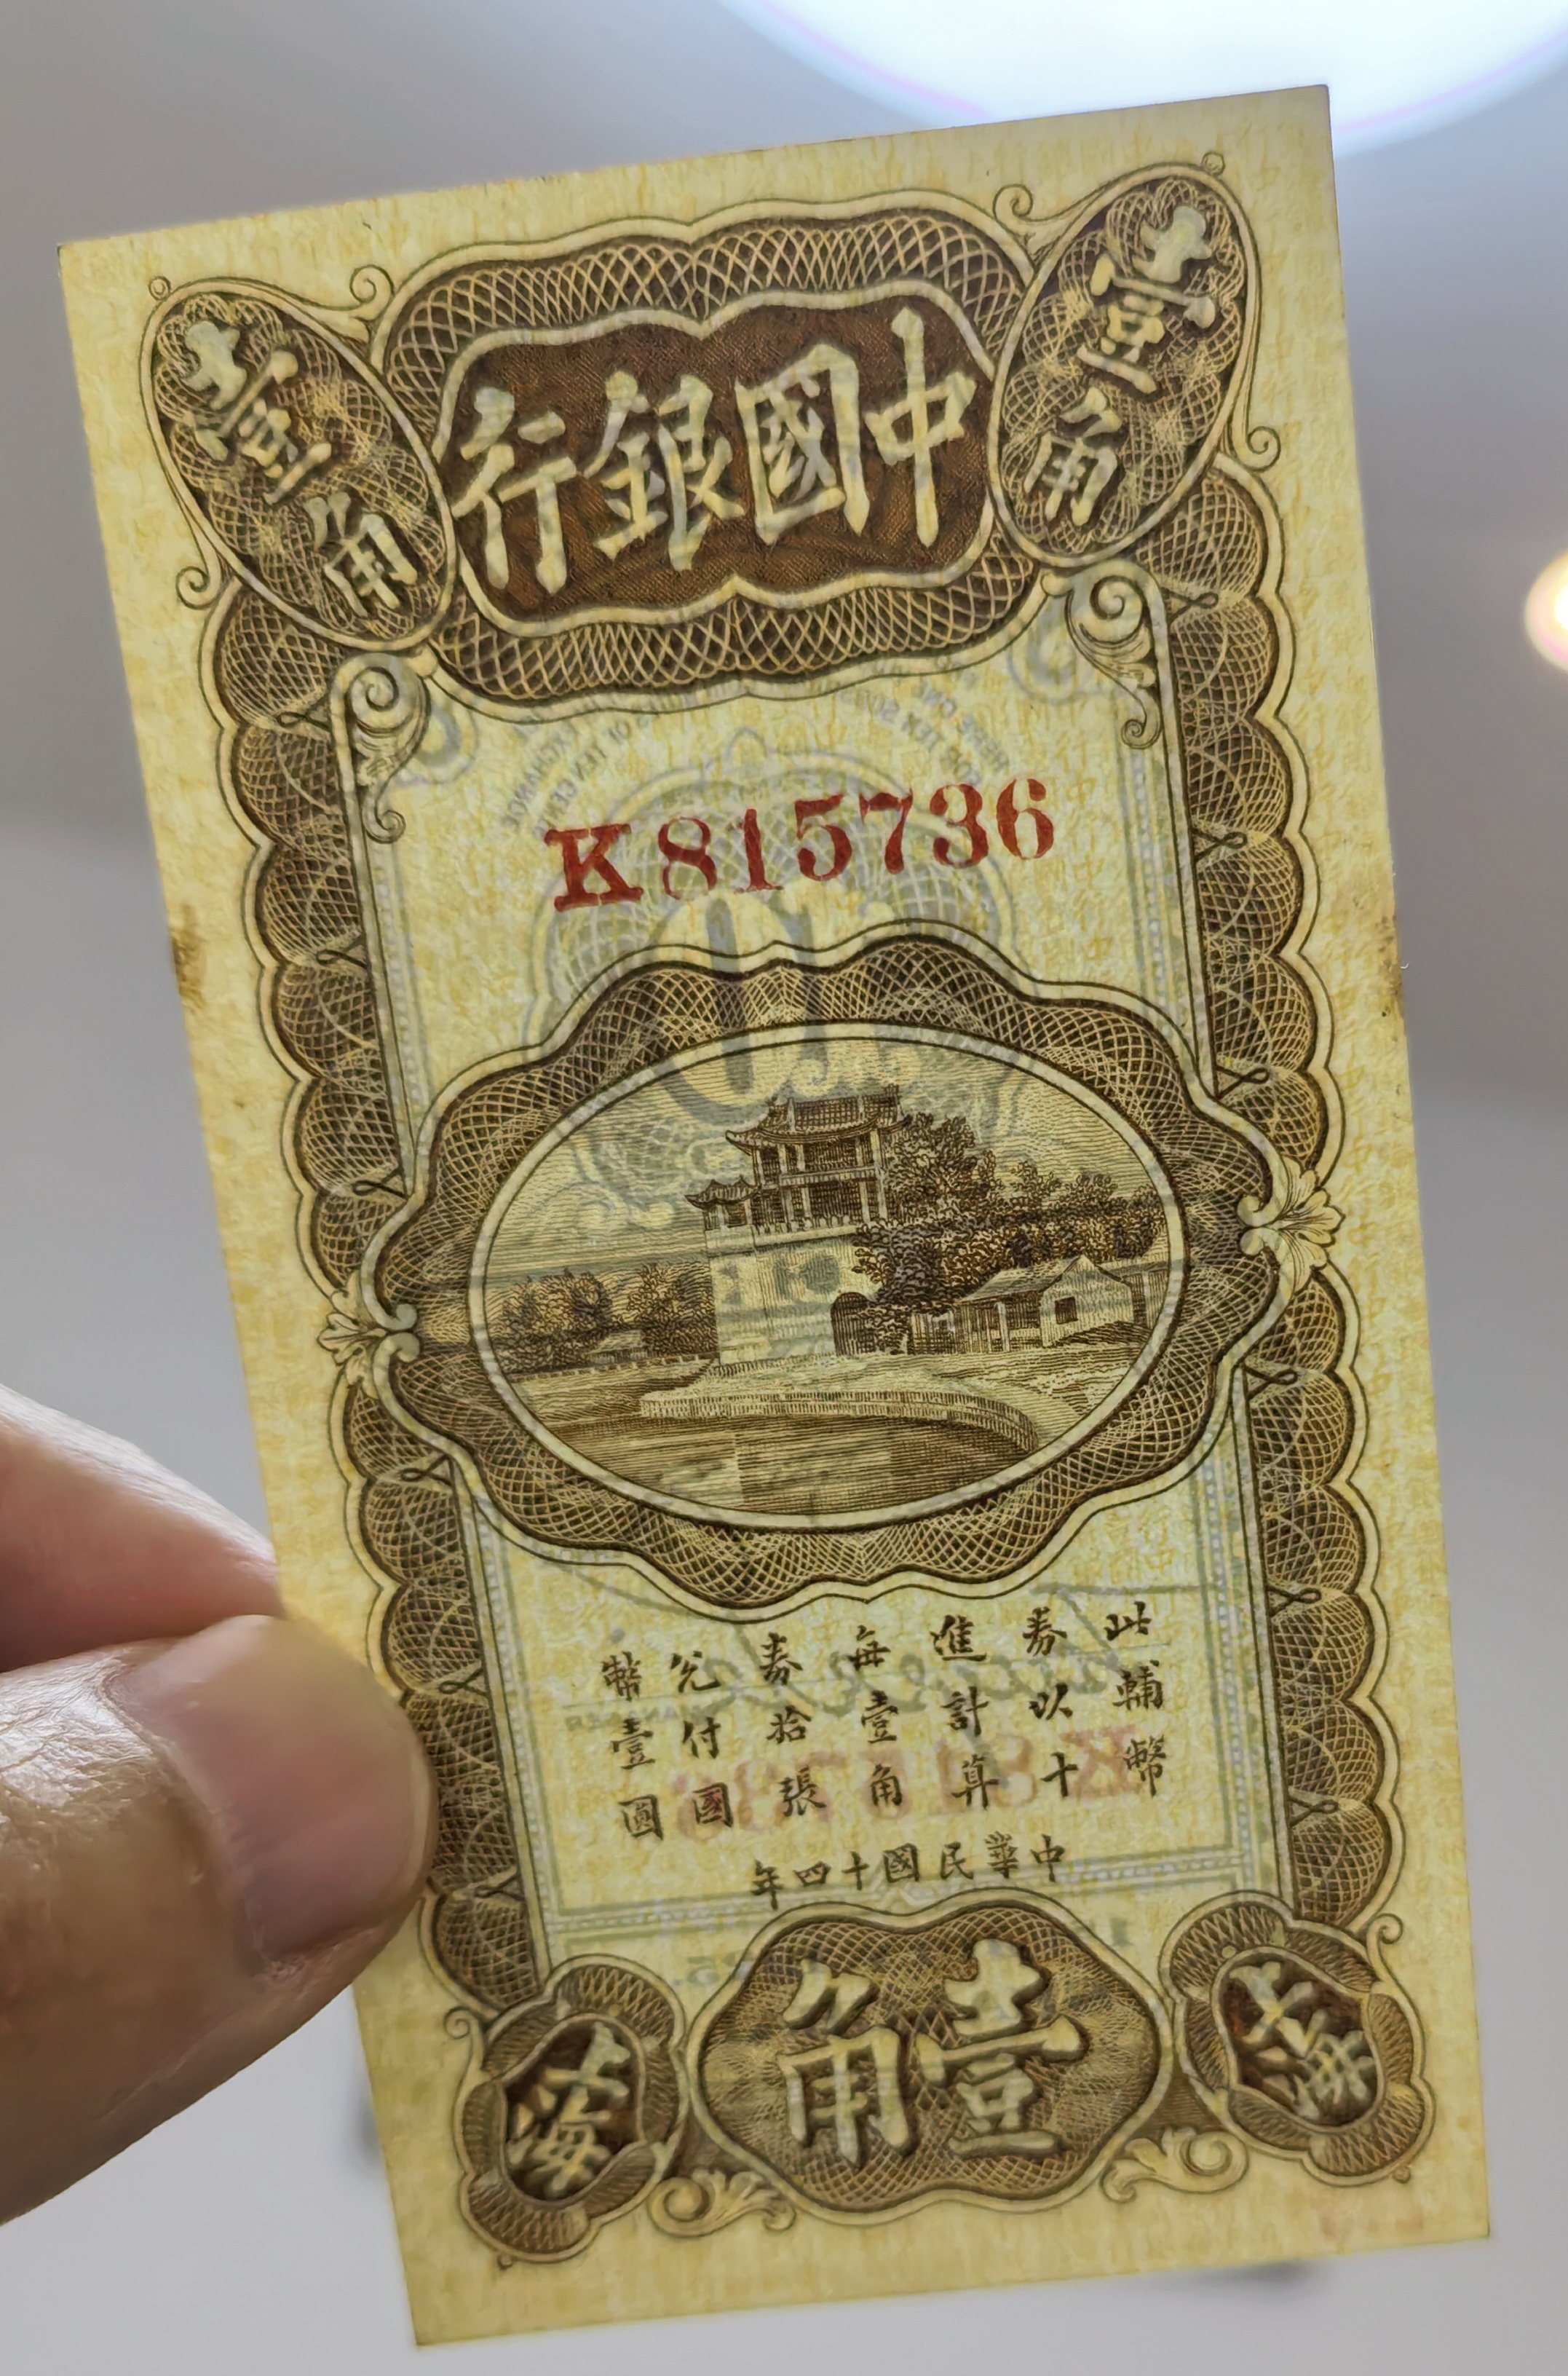 壹角
中國銀行
壹角
K815736
此輔幣
券以十
進計算
每壹角
券拾張
兌付國
幣壹圓
中華民國十四年
上海
壹角
上海